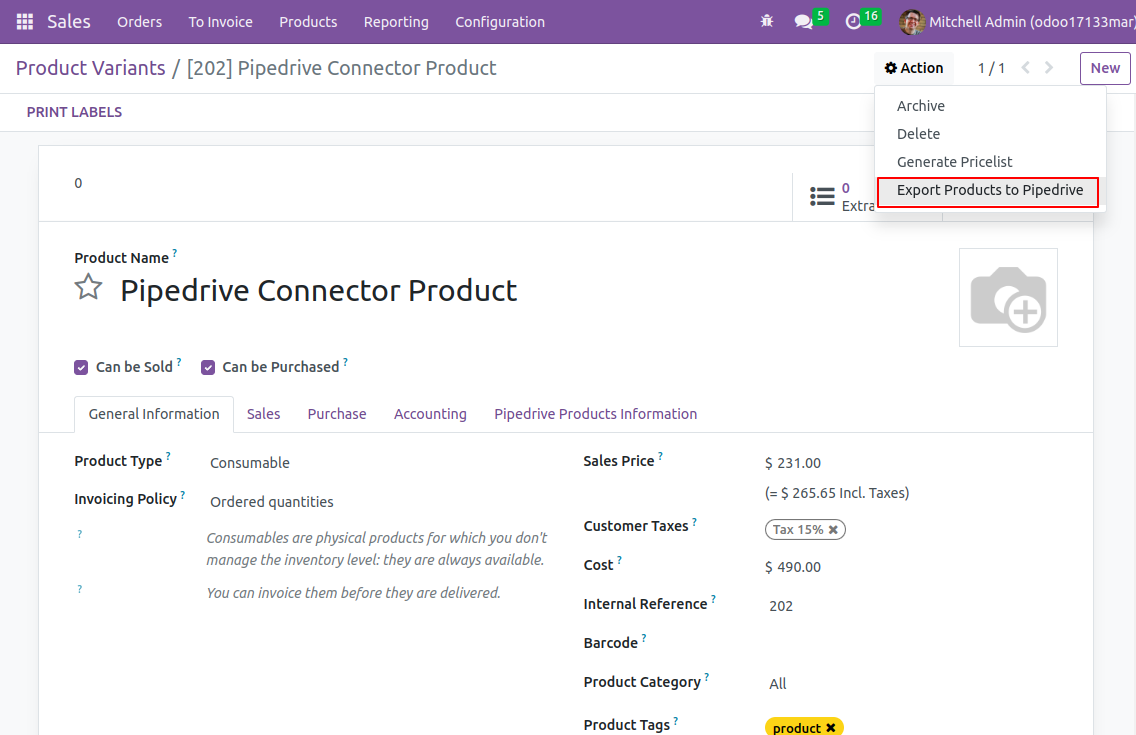 Sales Orders To Invoice Products Reporting Configuration 5 16 Mitchell Admin (odoo17133mar)
Product Variants / [202] Pipedrive Connector Product Action 1 / 1 New
PRINT LABELS
Archive
Delete
Generate Pricelist
Export Products to Pipedrive
0
0
Extra
Product Name ?
Pipedrive Connector Product
Can be Sold ? Can be Purchased ?
General Information Sales Purchase Accounting Pipedrive Products Information
Product Type ? Consumable
Invoicing Policy ? Ordered quantities
? Consumables are physical products for which you don't
manage the inventory level: they are always available.
? You can invoice them before they are delivered.
Sales Price ? $ 231.00
(= $ 265.65 Incl. Taxes)
Customer Taxes ? Tax 15% ✖
Cost ? $ 490.00
Internal Reference ? 202
Barcode ?
Product Category ? All
Product Tags ? product ✖